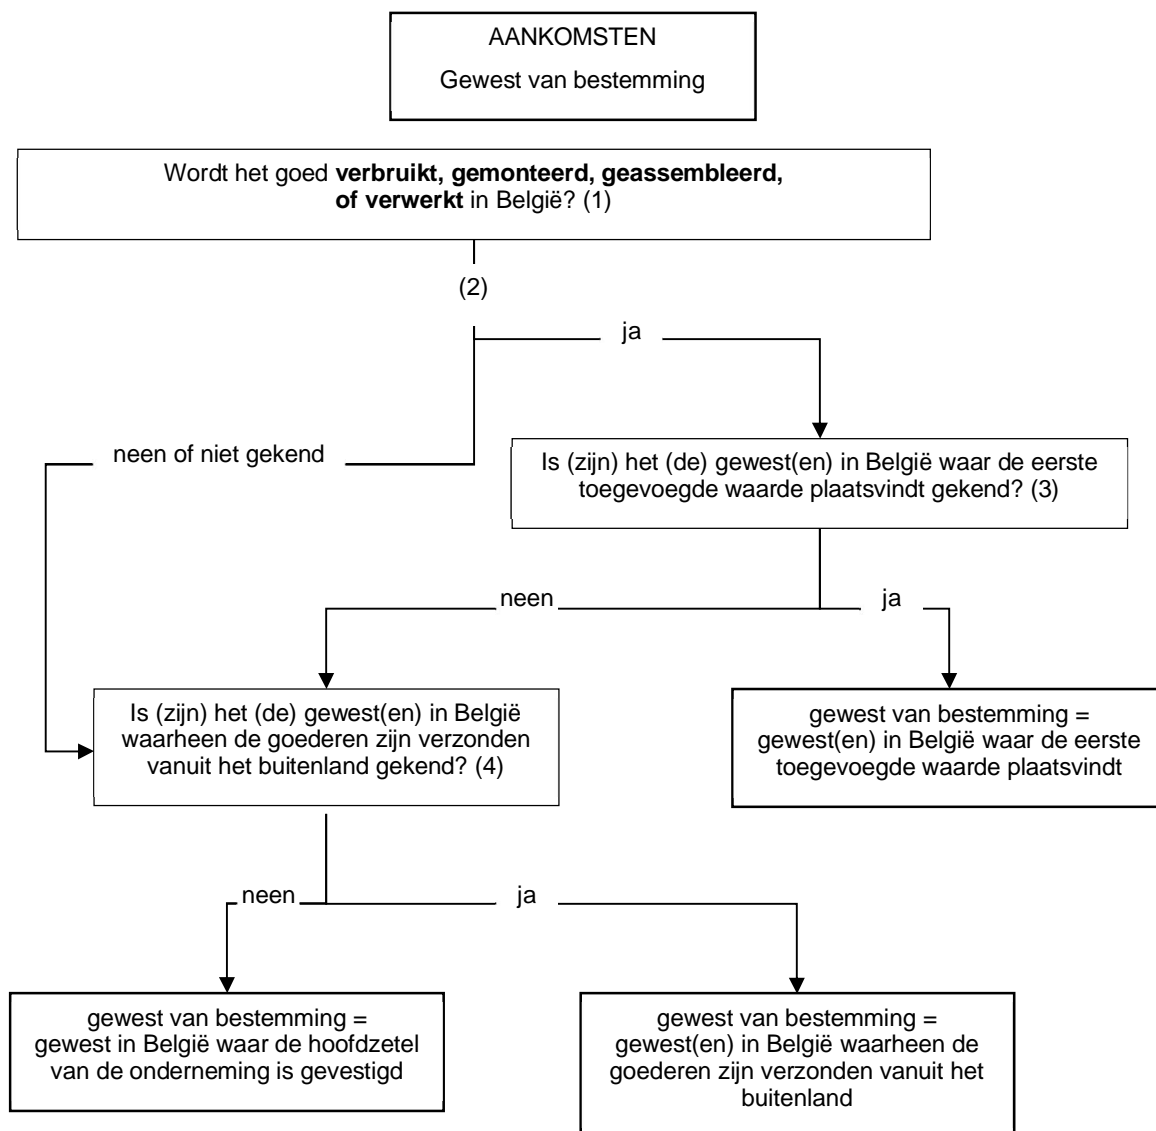 AANKOMSTEN
Gewest van bestemming
Wordt het goed verbruikt, gemonteerd, geassembleerd,
of verwerkt in België? (1)
(2)
ja
neen of niet gekend
Is (zijn) het (de) gewest(en) in België waar de eerste
toegevoegde waarde plaatsvindt gekend? (3)
neen
ja
Is (zijn) het (de) gewest(en) in België
waarheen de goederen zijn verzonden
vanuit het buitenland gekend? (4)
gewest van bestemming =
gewest(en) in België waar de eerste
toegevoegde waarde plaatsvindt
neen
ja
gewest van bestemming =
gewest in België waar de hoofdzetel
van de onderneming is gevestigd
gewest van bestemming =
gewest(en) in België waarheen de
goederen zijn verzonden vanuit het
buitenland